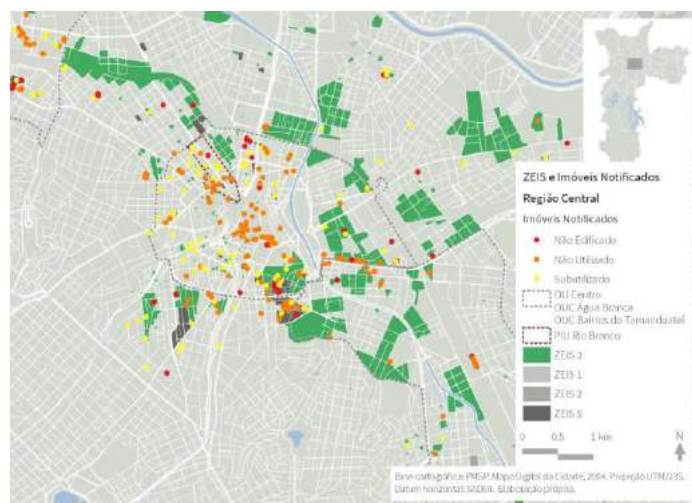 ZEIS e Imóveis Notificados
Região Central
Imóveis Notificados
Não Edificado
Não Utilizado
Subutilizado
OU Centro
OUC Água Branca
OUC Bairros do Tamanduateí
PIU Rio Branco
ZEIS 3
ZEIS 1
ZEIS 2
ZEIS 5
0 0.5 1 km
N
Base cartográfica: PMSP. Mapa Digital da Cidade, 2004. Projeção UTM/23S.
Datum horizontal SAD69. Elaboração própria.